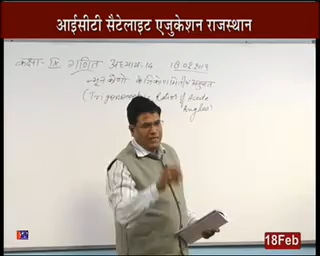 आईसीटी सैटेलाइट एजुकेशन राजस्थान
कक्षा- गणित अध्याय-14 18.02.2019
न्यून कोणों के त्रिकोणमितीय अनुपात
(Trigonometric Ratios of Acute
Angles)
18Feb